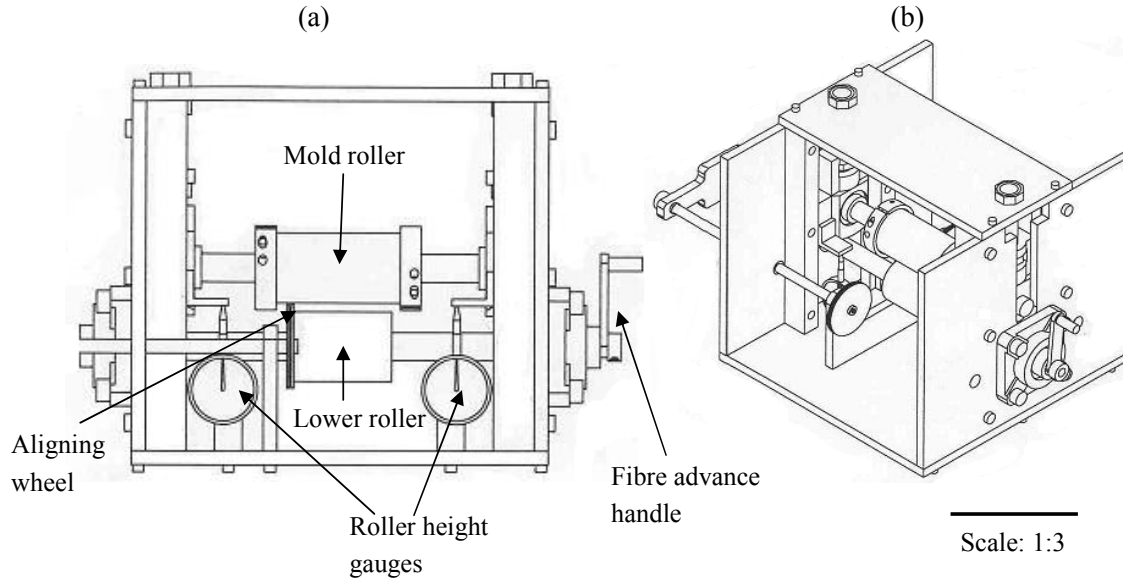 (a)
(b)
Mold roller
Lower roller
Aligning
wheel
Roller height
gauges
Fibre advance
handle
Scale: 1:3